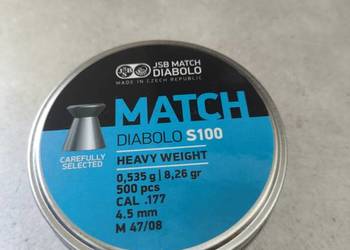 JSB MATCH
DIABOLO
MADE IN CZECH REPUBLIC
MATCH
DIABOLO S100
CAREFULLY
SELECTED
HEAVY WEIGHT
0,535 g | 8,26 gr
500 pcs
CAL .177
4.5 mm
M 47/08